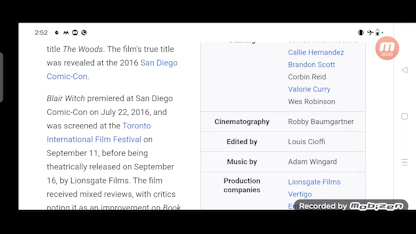 2:52
title The Woods. The film's true title
was revealed at the 2016 San Diego
Comic-Con.
Blair Witch premiered at San Diego
Comic-Con on July 22, 2016, and
was screened at the Toronto
International Film Festival on
September 11, before being
theatrically released on September
16, by Lionsgate Films. The film
received mixed reviews, with critics
noting it as an improvement on Book
Callie Hernandez
Brandon Scott
Corbin Reid
Valorie Curry
Wes Robinson
Cinematography Robby Baumgartner
Edited by Louis Cioffi
Music by Adam Wingard
Production Lionsgate Films
companies Vertigo
Recorded by Mobizen